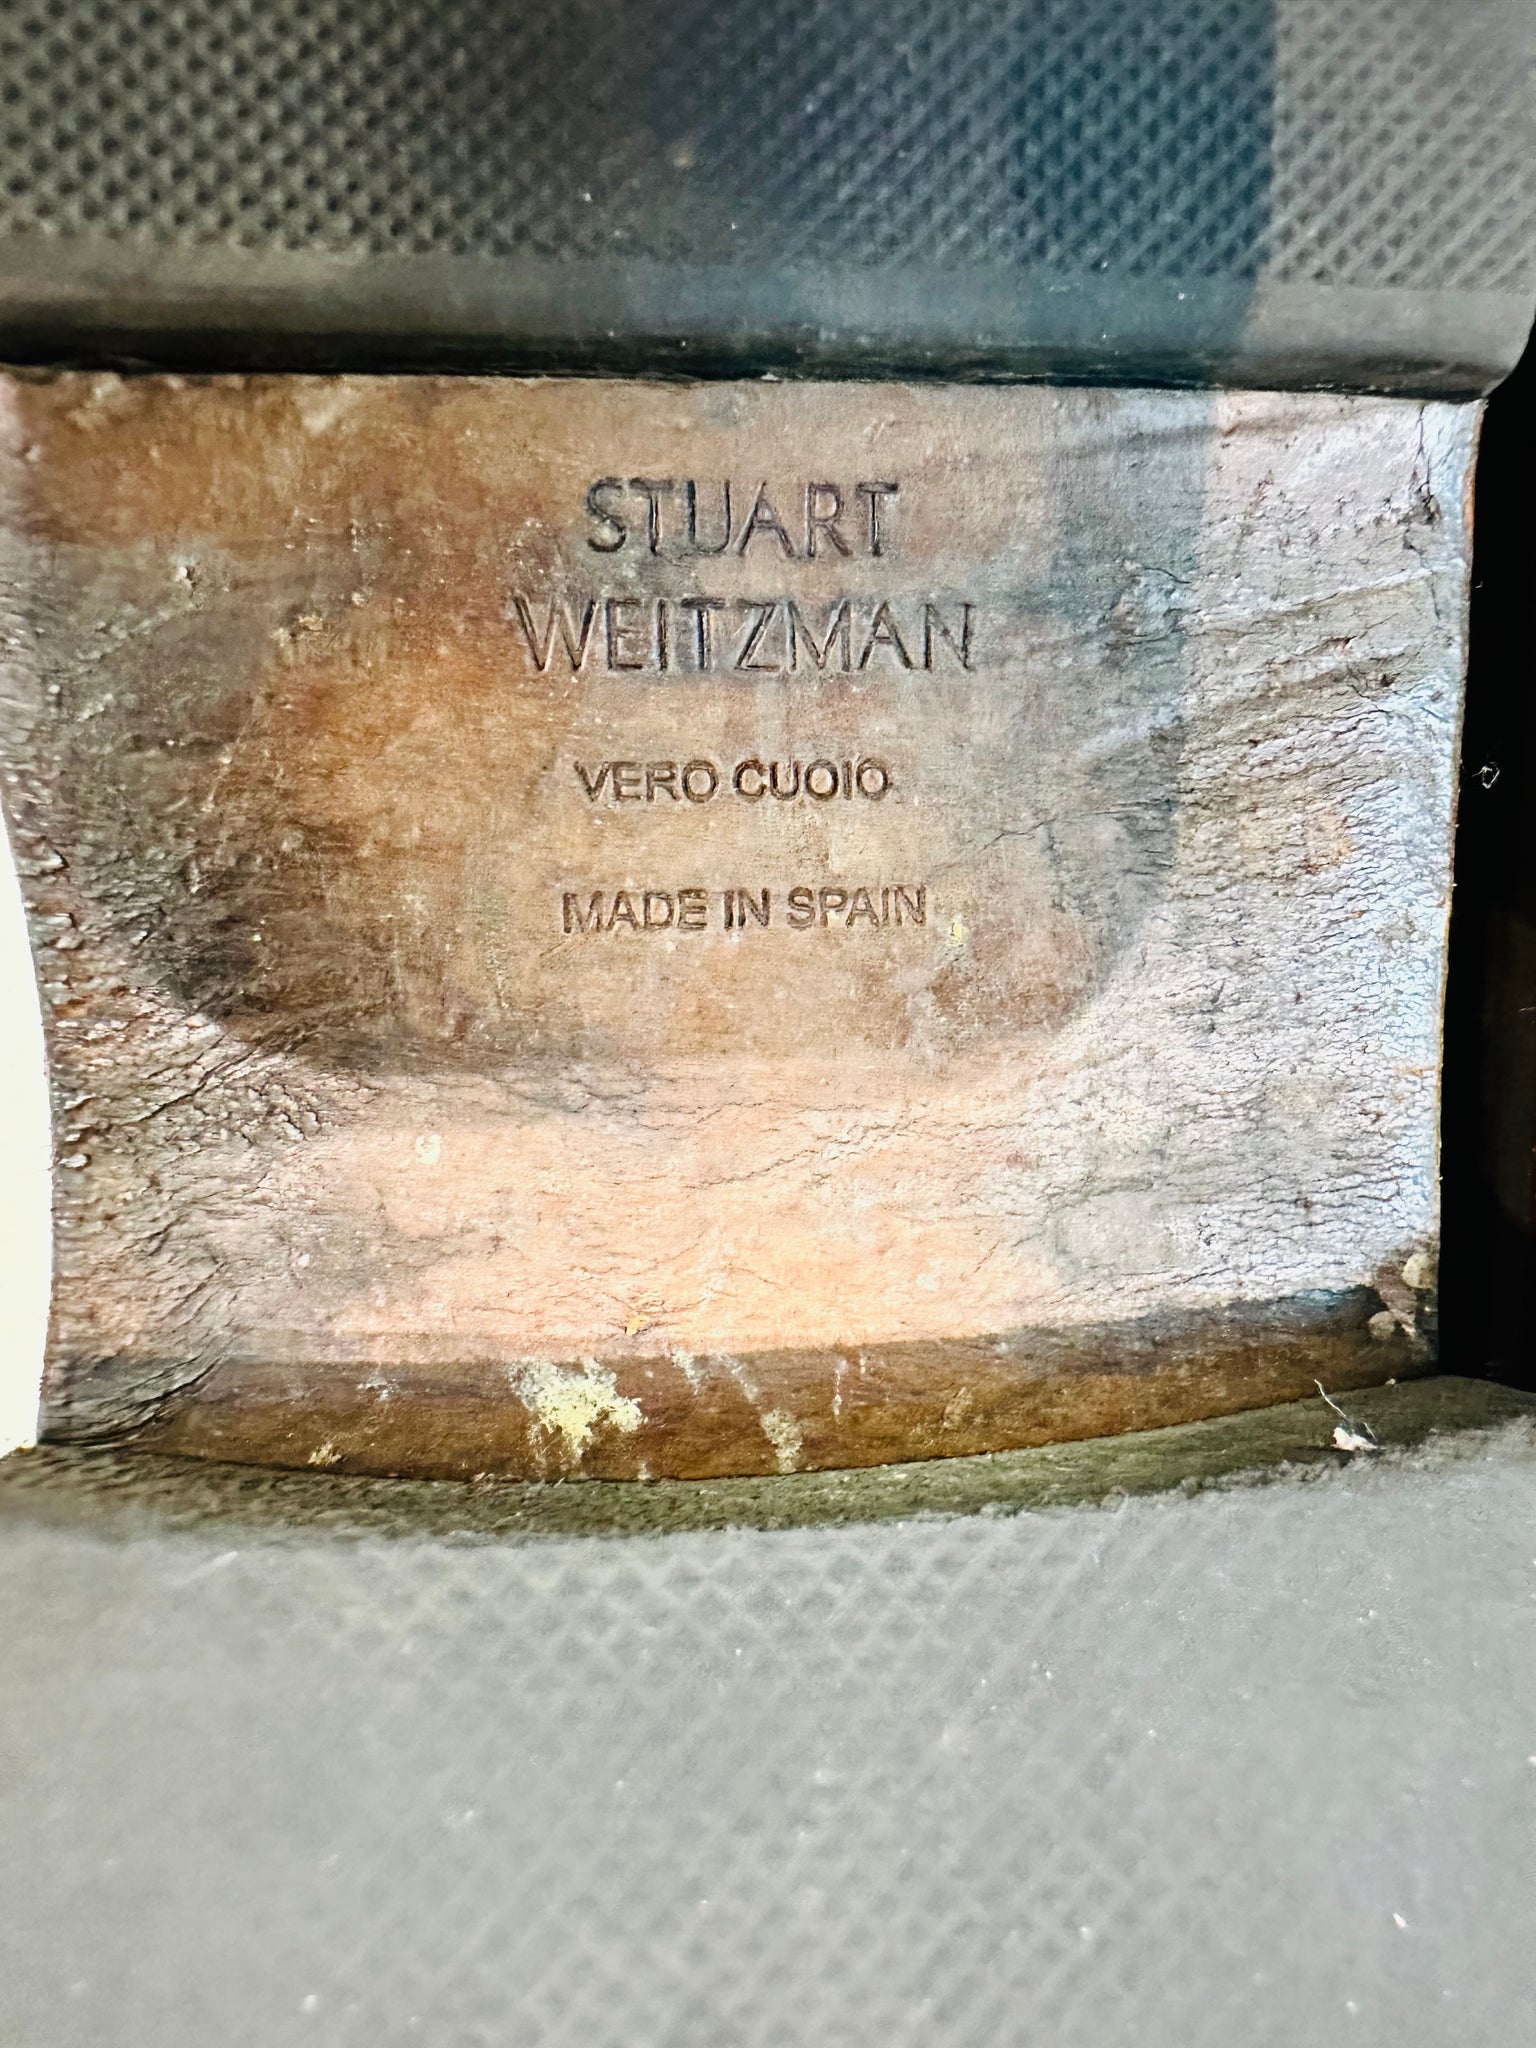 STUART
WEITZMAN
VERO CUOIO
MADE IN SPAIN